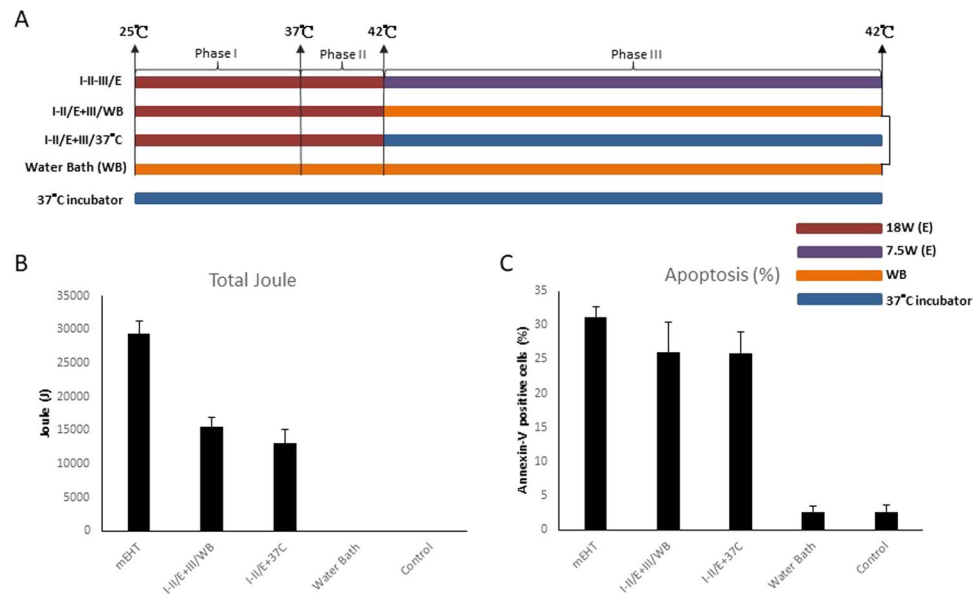 A
25℃ 37℃ 42℃ 42℃
Phase I Phase II Phase III
I-II-III/E
I-II/E+III/WB
I-II/E+III/37℃
Water Bath (WB)
37℃ incubator
18W (E)
7.5W (E)
WB
37℃ incubator
B
Total Joule
Joule (J)
35000
30000
25000
20000
15000
10000
5000
0
mEHT
I-II/E+III/WB
I-II/E+37C
Water Bath
Control
C
Apoptosis (%)
Annexin-V positive cells (%)
35
30
25
20
15
10
5
0
mEHT
I-II/E+III/WB
I-II/E+37C
Water Bath
Control